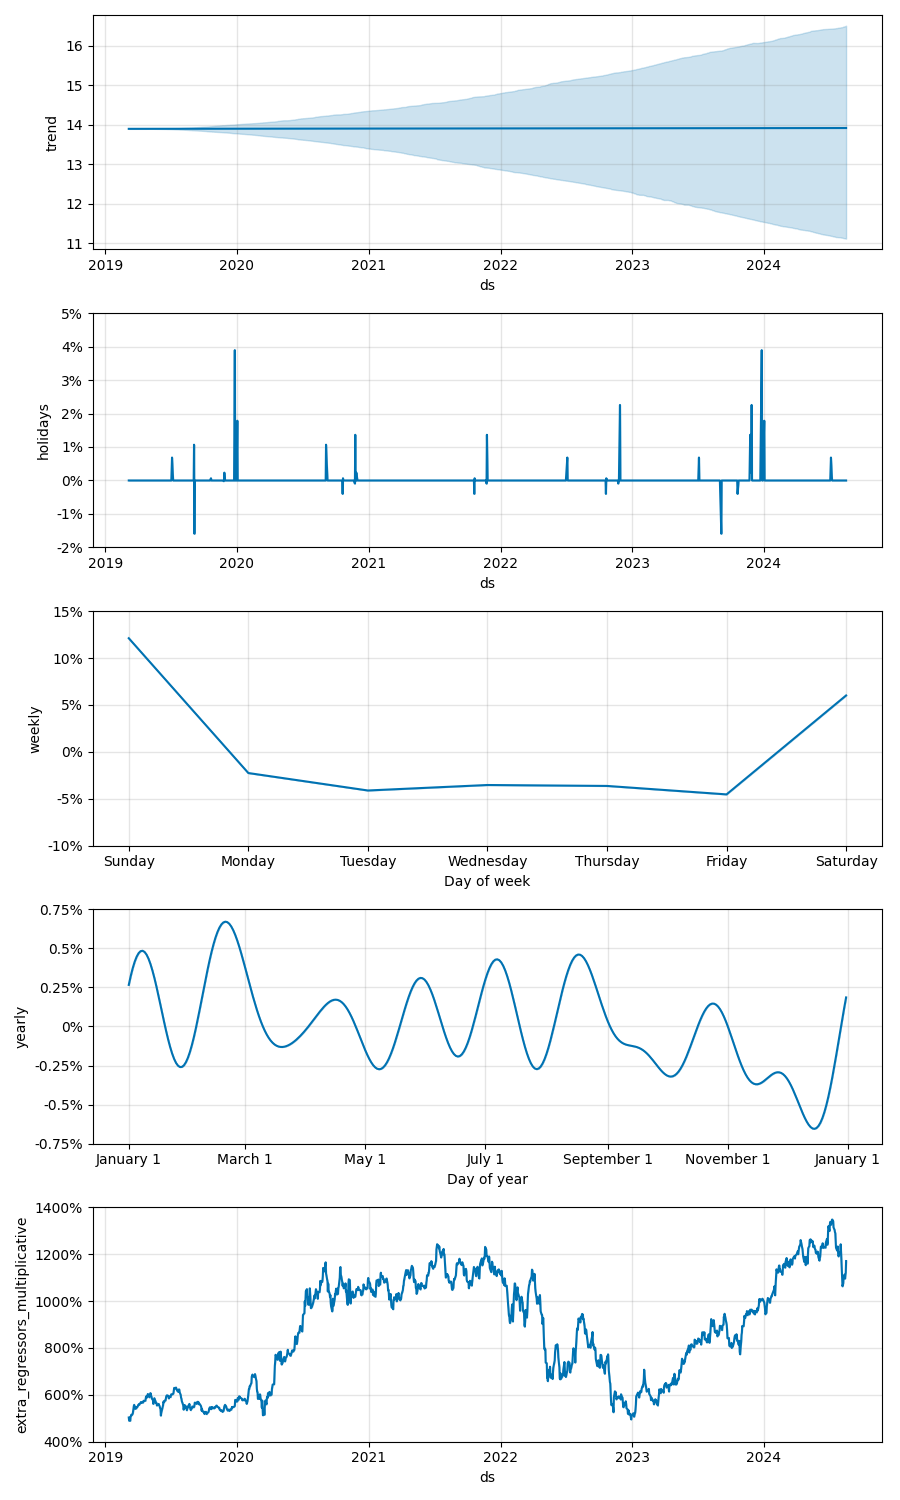 16
15
14
13
12
11
trend
2019 2020 2021 2022 2023 2024
ds
5%
4%
3%
2%
1%
0%
-1%
-2%
holidays
2019 2020 2021 2022 2023 2024
ds
15%
10%
5%
0%
-5%
-10%
weekly
Sunday Monday Tuesday Wednesday Thursday Friday Saturday
Day of week
0.75%
0.5%
0.25%
0%
-0.25%
-0.5%
-0.75%
yearly
January 1 March 1 May 1 July 1 September 1 November 1 January 1
Day of year
1400%
1200%
1000%
800%
600%
400%
extra_regressors_multiplicative
2019 2020 2021 2022 2023 2024
ds